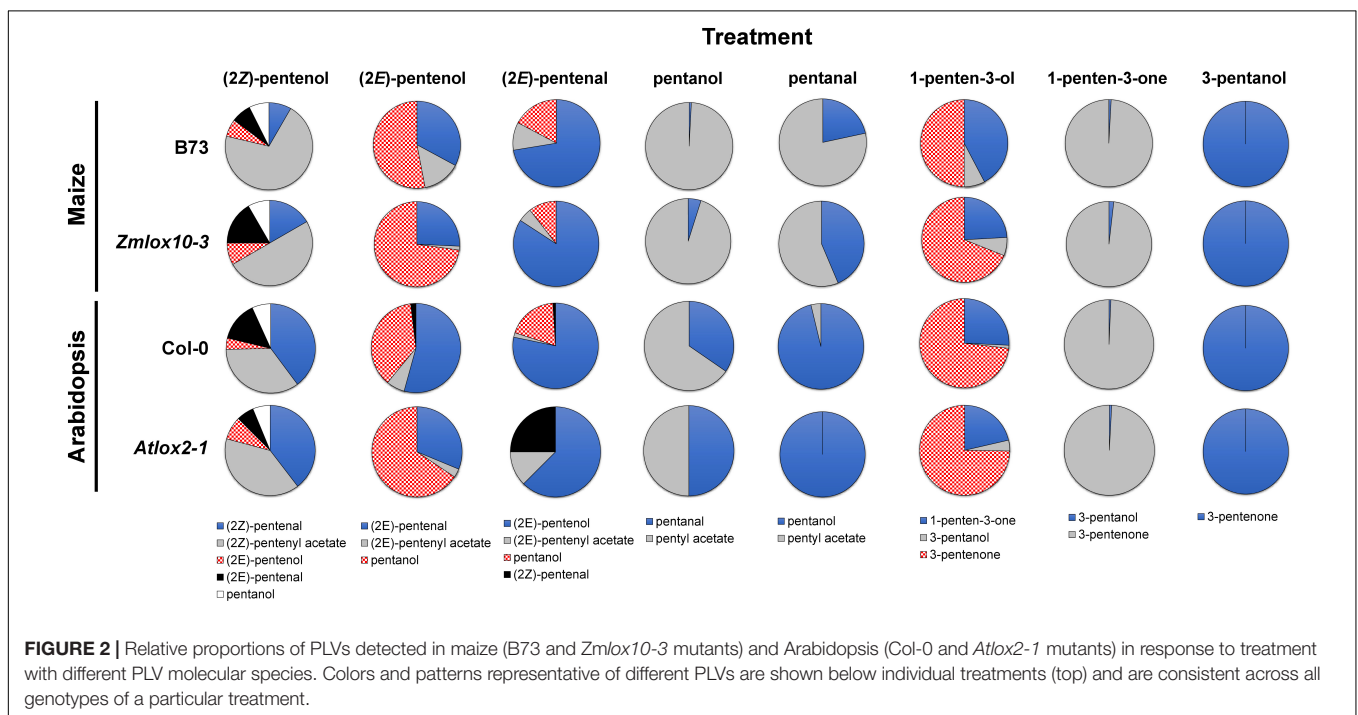 Treatment
(2Z)-pentenol (2E)-pentenol (2E)-pentenal pentanol pentanal 1-penten-3-ol 1-penten-3-one 3-pentanol
Maize
B73
Zmlox10-3
Arabidopsis
Col-0
Atlox2-1
(2Z)-pentenal
(2Z)-pentenyl acetate
(2E)-pentenol
(2E)-pentenal
pentanol
(2E)-pentenal
(2E)-pentenyl acetate
pentanol
(2E)-pentenol
(2E)-pentenyl acetate
pentanol
(2Z)-pentenal
pentanal
pentyl acetate
pentanol
pentyl acetate
1-penten-3-one
3-pentanol
3-pentenone
3-pentanol
3-pentenone
3-pentenone
FIGURE 2 | Relative proportions of PLVs detected in maize (B73 and Zmlox10-3 mutants) and Arabidopsis (Col-0 and Atlox2-1 mutants) in response to treatment
with different PLV molecular species. Colors and patterns representative of different PLVs are shown below individual treatments (top) and are consistent across all
genotypes of a particular treatment.